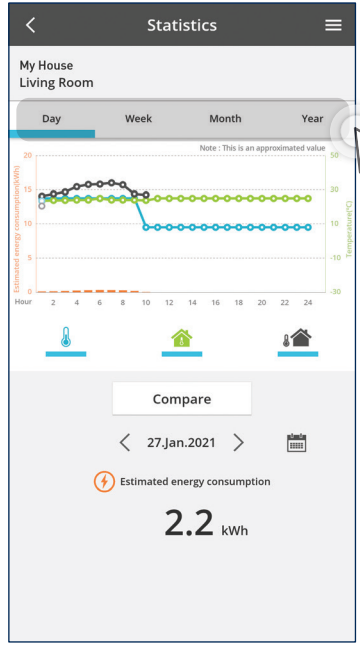 Statistics
My House
Living Room
Day Week Month Year
Note : This is an approximated value
Estimated energy consumption(kWh)
20
15
10
5
0
50
30
10
-10
-30
Temperature(°C)
Hour 2 4 6 8 10 12 14 16 18 20 22 24
Compare
27.Jan.2021
Estimated energy consumption
2.2 kWh